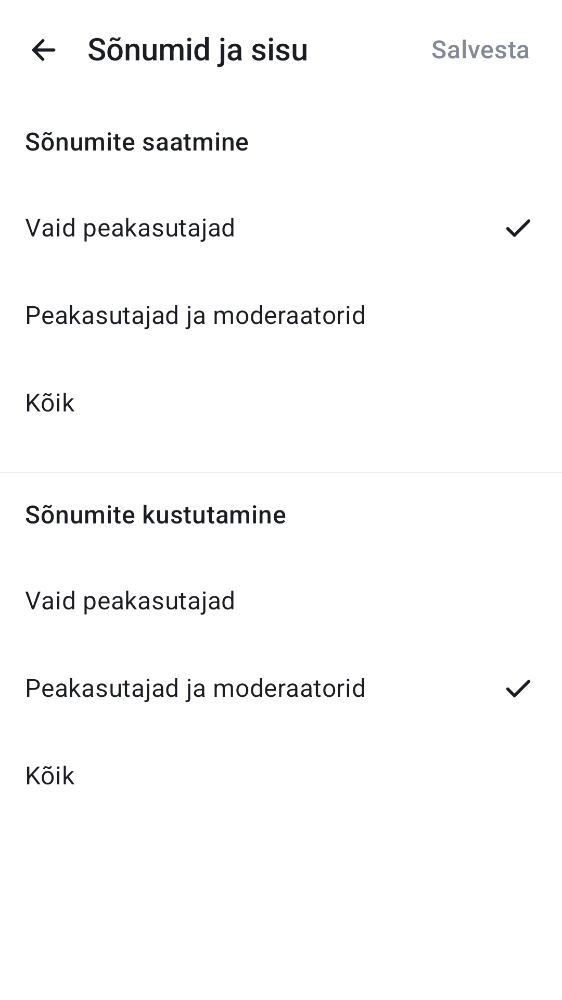 Sõnumid ja sisu
Salvesta
Sõnumite saatmine
Vaid peakasutajad
Peakasutajad ja moderaatorid
Kõik
Sõnumite kustutamine
Vaid peakasutajad
Peakasutajad ja moderaatorid
Kõik